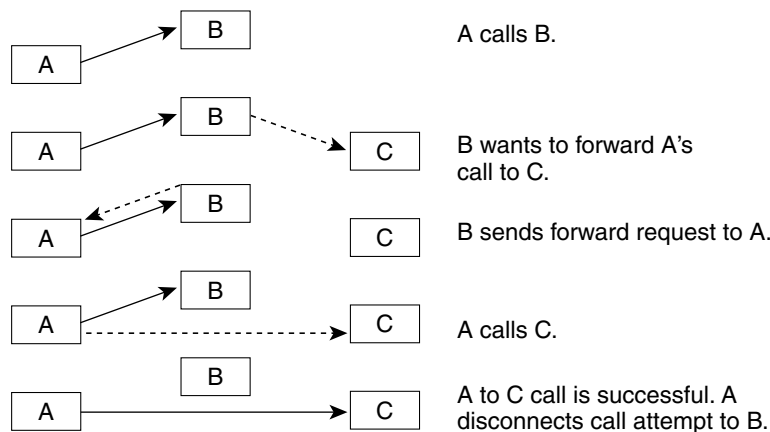 B
A calls B.
A
B
A
C
B wants to forward A's
call to C.
B
A
C
B sends forward request to A.
B
A
C
A calls C.
B
A
C
A to C call is successful. A
disconnects call attempt to B.